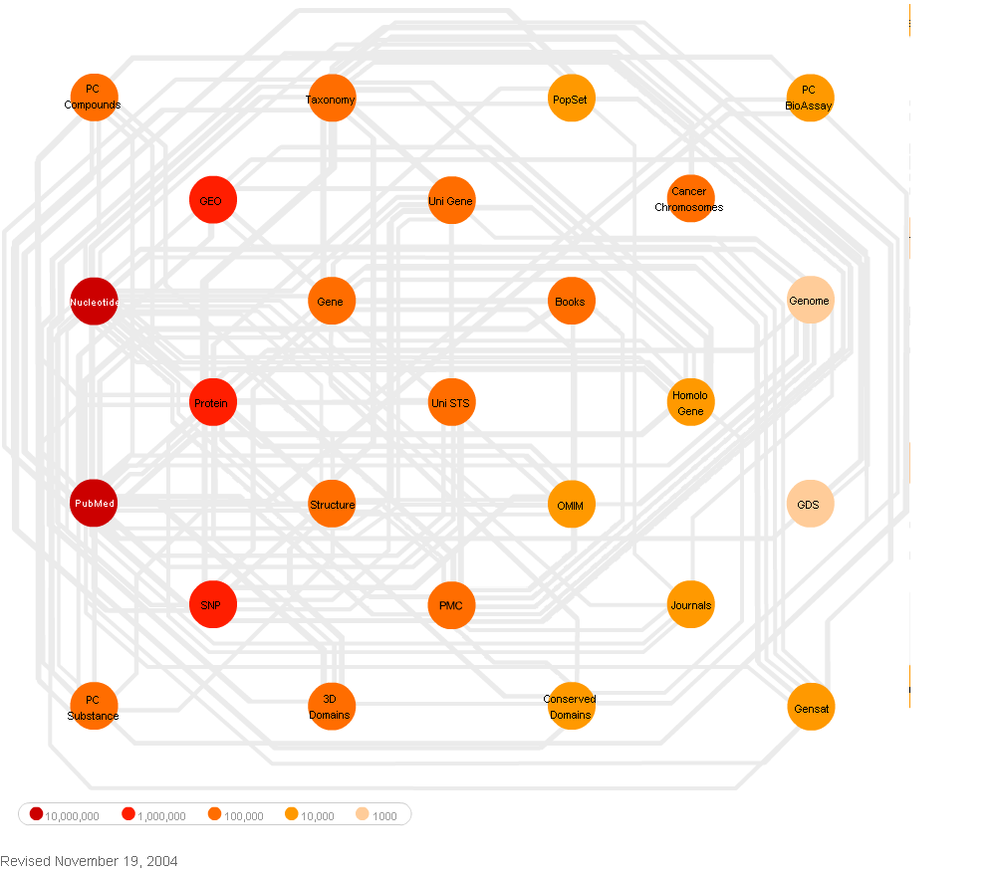 PC
Compounds
Taxonomy
PopSet
PC
BioAssay
GEO
Uni Gene
Cancer
Chromosomes
Nucleotide
Gene
Books
Genome
Protein
Uni STS
Homolo
Gene
PubMed
Structure
OMIM
GDS
SNP
PMC
Journals
PC
Substance
3D
Domains
Conserved
Domains
Gensat
10,000,000
1,000,000
100,000
10,000
1000
Revised November 19, 2004